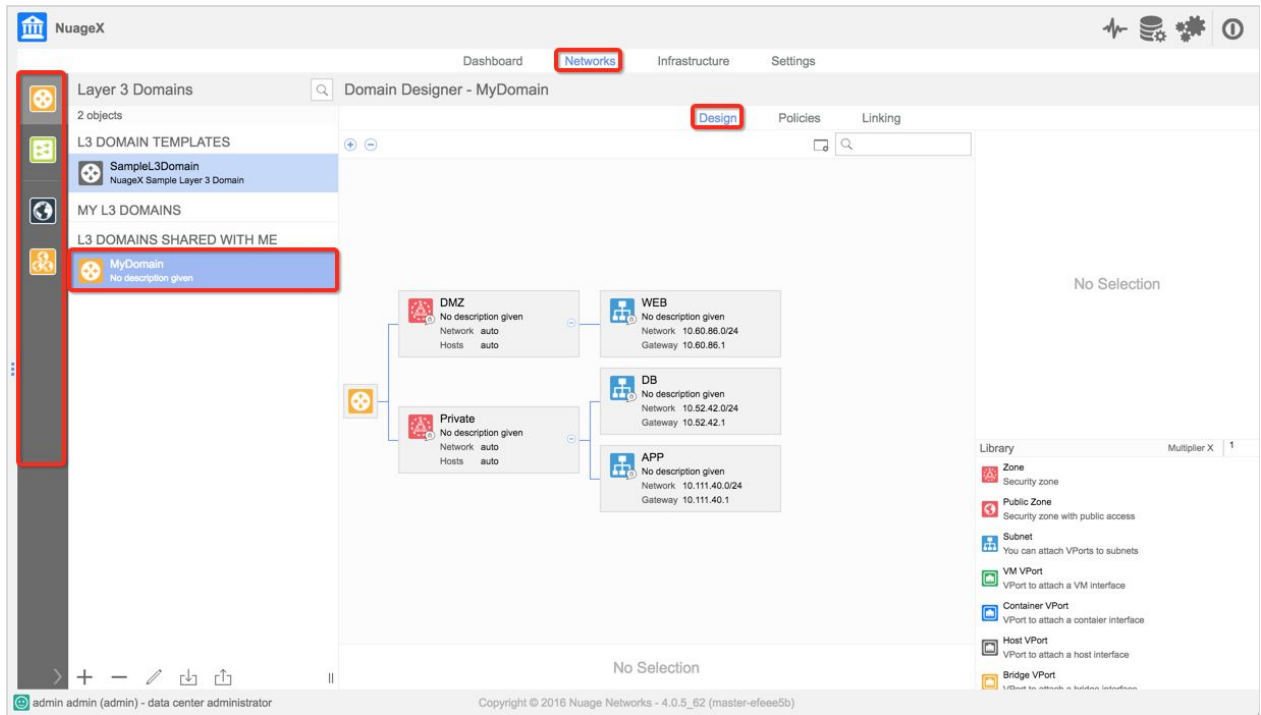 NuageX
Dashboard Networks Infrastructure Settings
Layer 3 Domains
Domain Designer - MyDomain
2 objects
Design Policies Linking
L3 DOMAIN TEMPLATES
SampleL3Domain
NuageX Sample Layer 3 Domain
MY L3 DOMAINS
L3 DOMAINS SHARED WITH ME
MyDomain
No description given
DMZ
No description given
Network auto
Hosts auto
WEB
No description given
Network 10.60.86.0/24
Gateway 10.60.86.1
DB
No description given
Network 10.52.42.0/24
Gateway 10.52.42.1
Private
No description given
Network auto
Hosts auto
APP
No description given
Network 10.111.40.0/24
Gateway 10.111.40.1
No Selection
Library Multiplier X 1
Zone
Security zone
Public Zone
Security zone with public access
Subnet
You can attach VPorts to subnets
VM VPort
VPort to attach a VM interface
Container VPort
VPort to attach a contaier interface
Host VPort
VPort to attach a host interface
Bridge VPort
VPort to attach a bridge interface
No Selection
admin admin (admin) - data center administrator
Copyright © 2016 Nuage Networks - 4.0.5_62 (master-efeee5b)